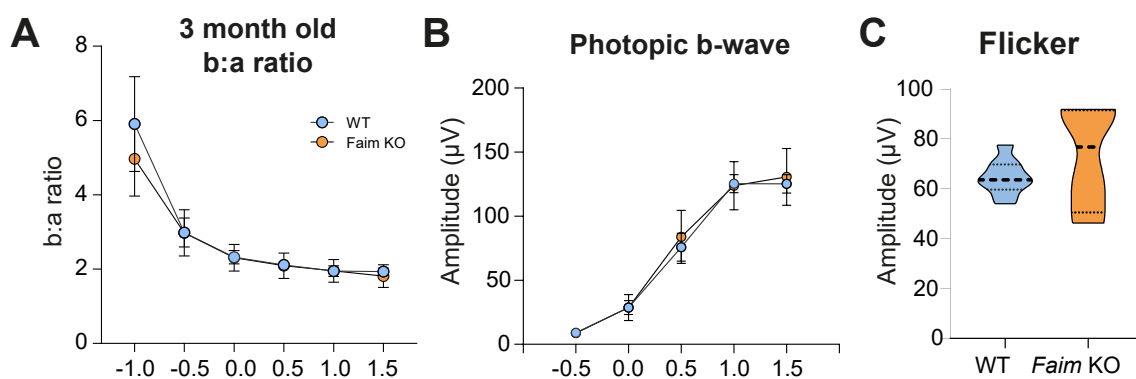 A
3 month old
b:a ratio
b:a ratio
8
6
4
2
0
-1.0 -0.5 0.0 0.5 1.0 1.5
WT
Faim KO
B
Photopic b-wave
Amplitude (µV)
200
150
100
50
0
-0.5 0.0 0.5 1.0 1.5
C
Flicker
Amplitude (µV)
100
80
60
40
20
0
WT Faim KO